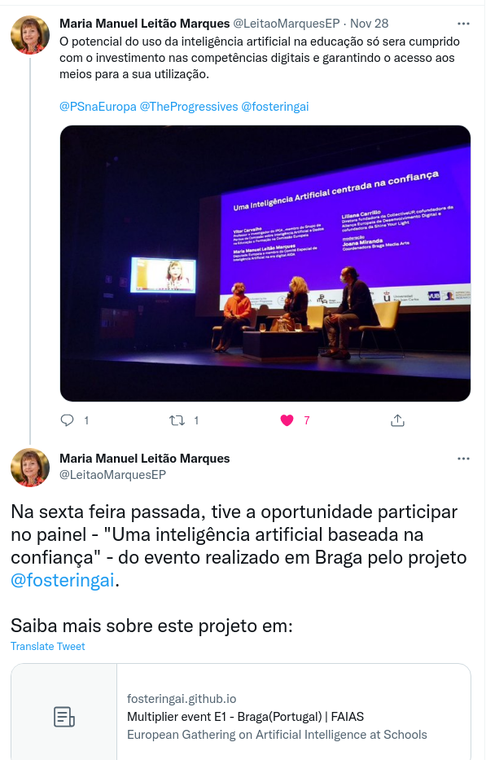 Maria Manuel Leitão Marques @LeitaoMarquesEP · Nov 28
O potencial do uso da inteligência artificial na educação só sera cumprido
com o investimento nas competências digitais e garantindo o acesso aos
meios para a sua utilização.
@PSnaEuropa @TheProgressives @fosteringai
Uma Inteligência Artificial centrada na confiança
Vitor Carvalho
Liliana Carrillo
Maria Manuel Leitão Marques
Joana Miranda
Coordenadora Braga Media Arts
1
1
7
Maria Manuel Leitão Marques
@LeitaoMarquesEP
Na sexta feira passada, tive a oportunidade participar
no painel - "Uma inteligência artificial baseada na
confiança" - do evento realizado em Braga pelo projeto
@fosteringai.
Saiba mais sobre este projeto em:
Translate Tweet
fosteringai.github.io
Multiplier event E1 - Braga(Portugal) | FAIAS
European Gathering on Artificial Intelligence at Schools